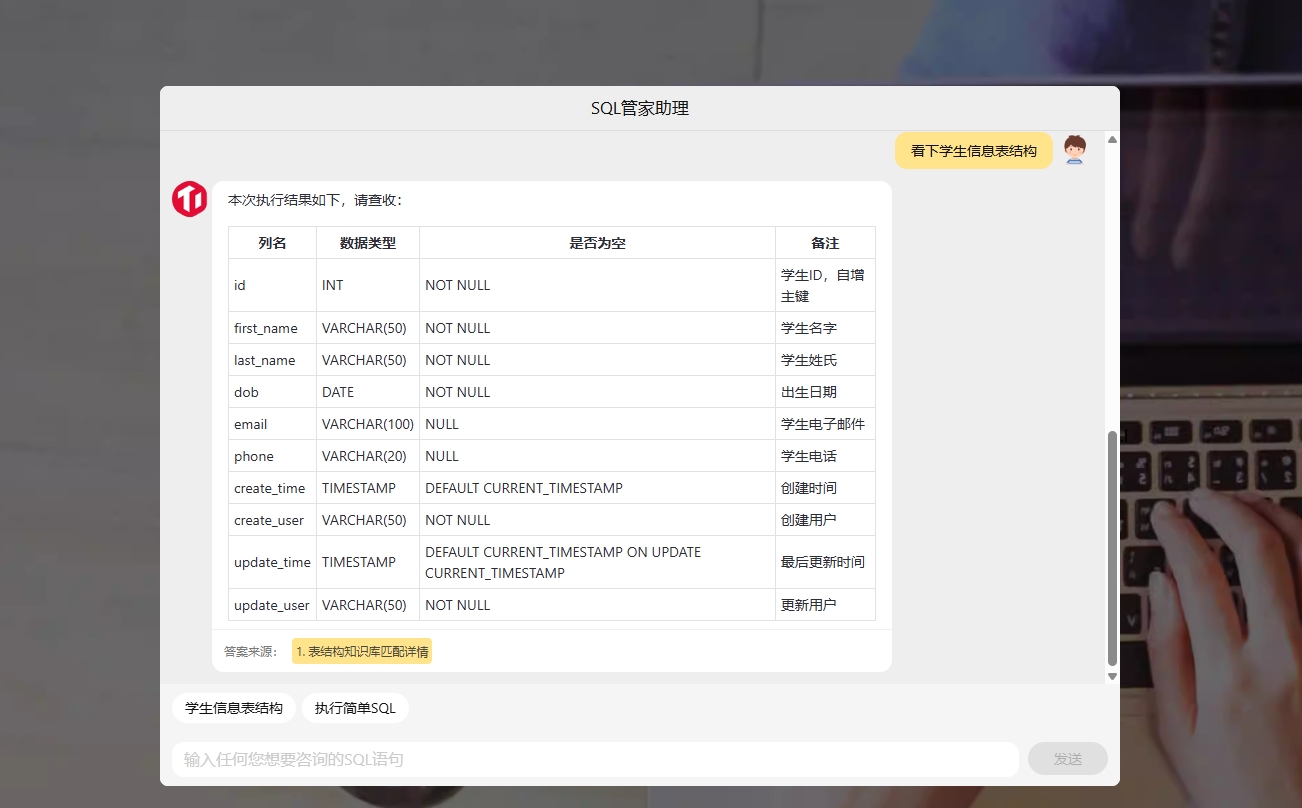 SQL管家助理
看下学生信息表结构
本次执行结果如下，请查收：
列名 数据类型 是否为空 备注
id INT NOT NULL 学生ID，自增
主键
first_name VARCHAR(50) NOT NULL 学生名字
last_name VARCHAR(50) NOT NULL 学生姓氏
dob DATE NOT NULL 出生日期
email VARCHAR(100) NULL 学生电子邮件
phone VARCHAR(20) NULL 学生电话
create_time TIMESTAMP DEFAULT CURRENT_TIMESTAMP 创建时间
create_user VARCHAR(50) NOT NULL 创建用户
update_time TIMESTAMP DEFAULT CURRENT_TIMESTAMP ON UPDATE
CURRENT_TIMESTAMP 最后更新时间
update_user VARCHAR(50) NOT NULL 更新用户
答案来源： 1. 表结构知识库匹配详情
学生信息表结构 执行简单SQL
输入任何您想要咨询的SQL语句 发送